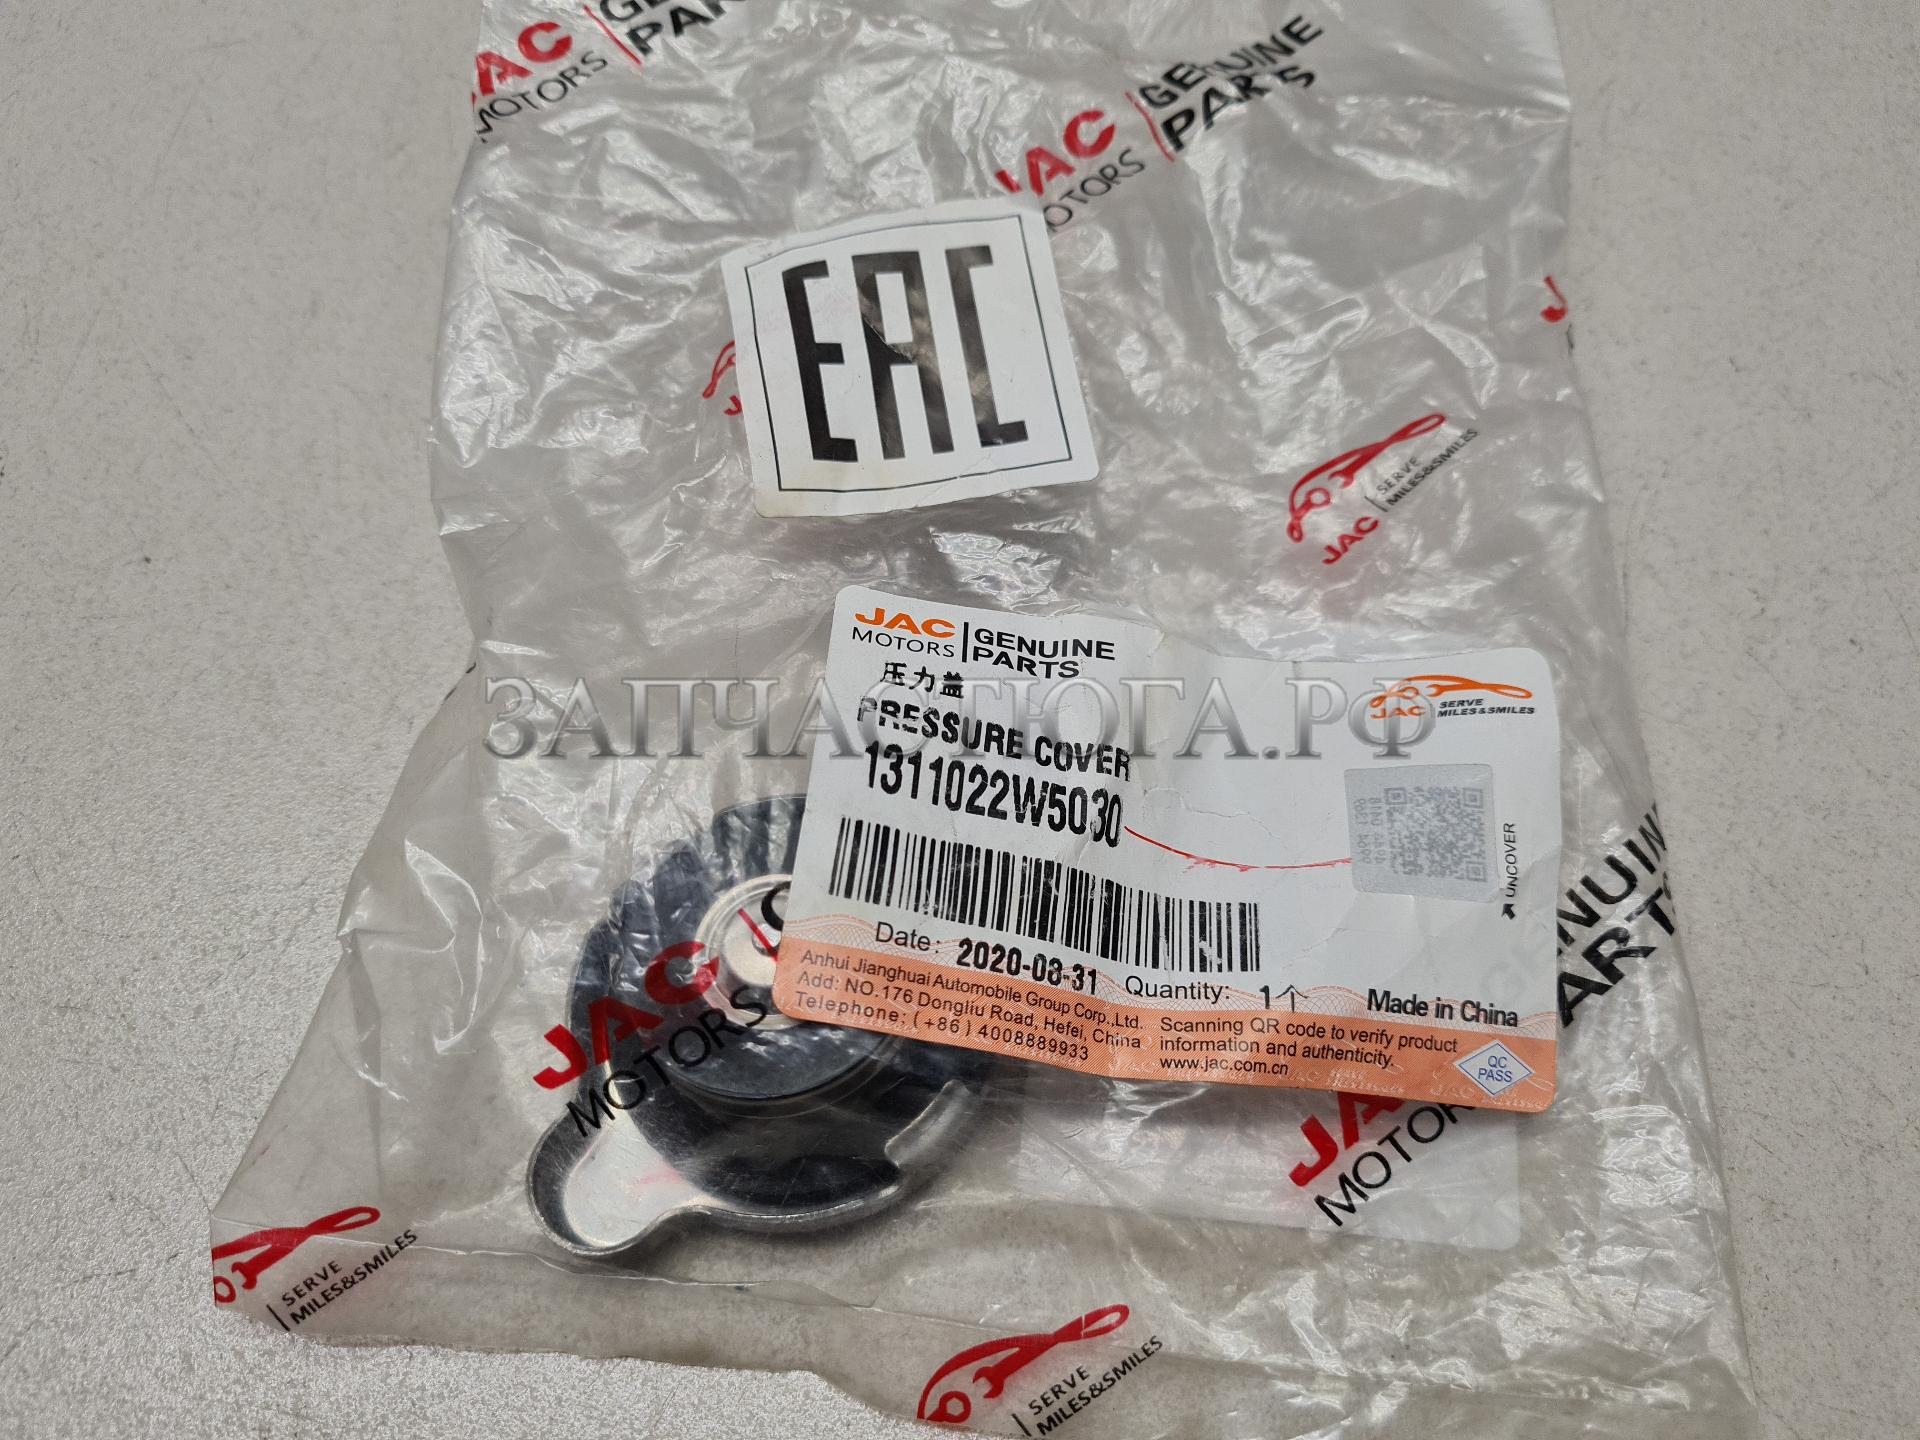 JAC
MOTORS
GENUINE
PARTS
JAC
MOTORS
GENUINE
PARTS
EAC
JAC
SERVE
MILES&SMILES
JAC
MOTORS
GENUINE
PARTS
压力盖
PRESSURE COVER
1311022W5030
JAC
SERVE
MILES&SMILES
ЗАПЧАСТЮГА.РФ
UNCOVER
Date: 2020-08-31
Quantity: 1个
Made in China
Anhui Jianghuai Automobile Group Corp.,Ltd.
Add: NO.176 Dongliu Road, Hefei, China
Telephone: (+86) 4008889933
Scanning QR code to verify product
information and authenticity.
www.jac.com.cn
QC
PASS
JAC
MOTORS
JAC
MOTORS
SERVE
MILES&SMILES
SERVE
MILES&SMILES